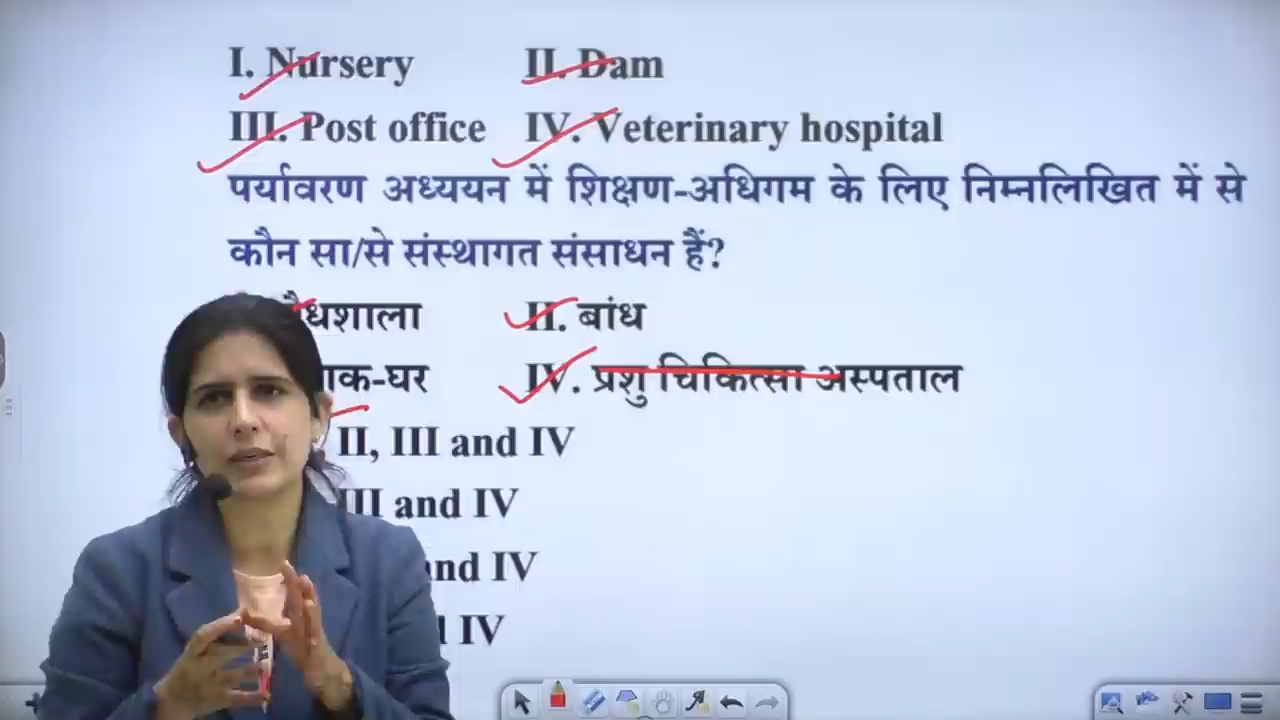 I. Nursery II. Dam
III. Post office IV. Veterinary hospital
पर्यावरण अध्ययन में शिक्षण-अधिगम के लिए निम्नलिखित में से
कौन सा/से संस्थागत संसाधन हैं?
II. बांध
IV. प्रशु चिकित्सा अस्पताल
II, III and IV
III and IV
and IV
IV